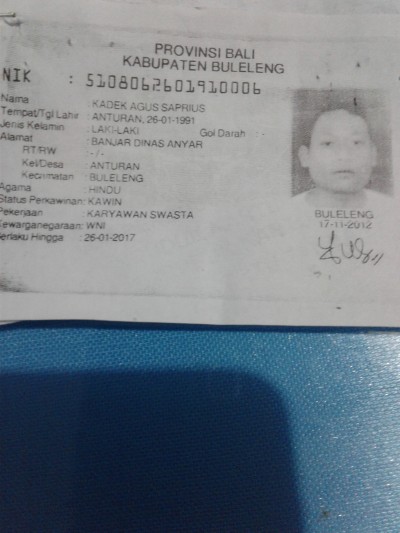 PROVINSI BALI
KABUPATEN BULELENG
NIK : 5108062601910006
Nama : KADEK AGUS SAPRIUS
Tempat/Tgl Lahir : ANTURAN, 26-01-1991
Jenis Kelamin : LAKI-LAKI Gol Darah : -
Alamat : BANJAR DINAS ANYAR
RT/RW : -/-
Kel/Desa : ANTURAN
Kecamatan : BULELENG
Agama : HINDU
Status Perkawinan: KAWIN
Pekerjaan : KARYAWAN SWASTA
Kewarganegaraan: WNI
Berlaku Hingga : 26-01-2017
BULELENG
17-11-2012